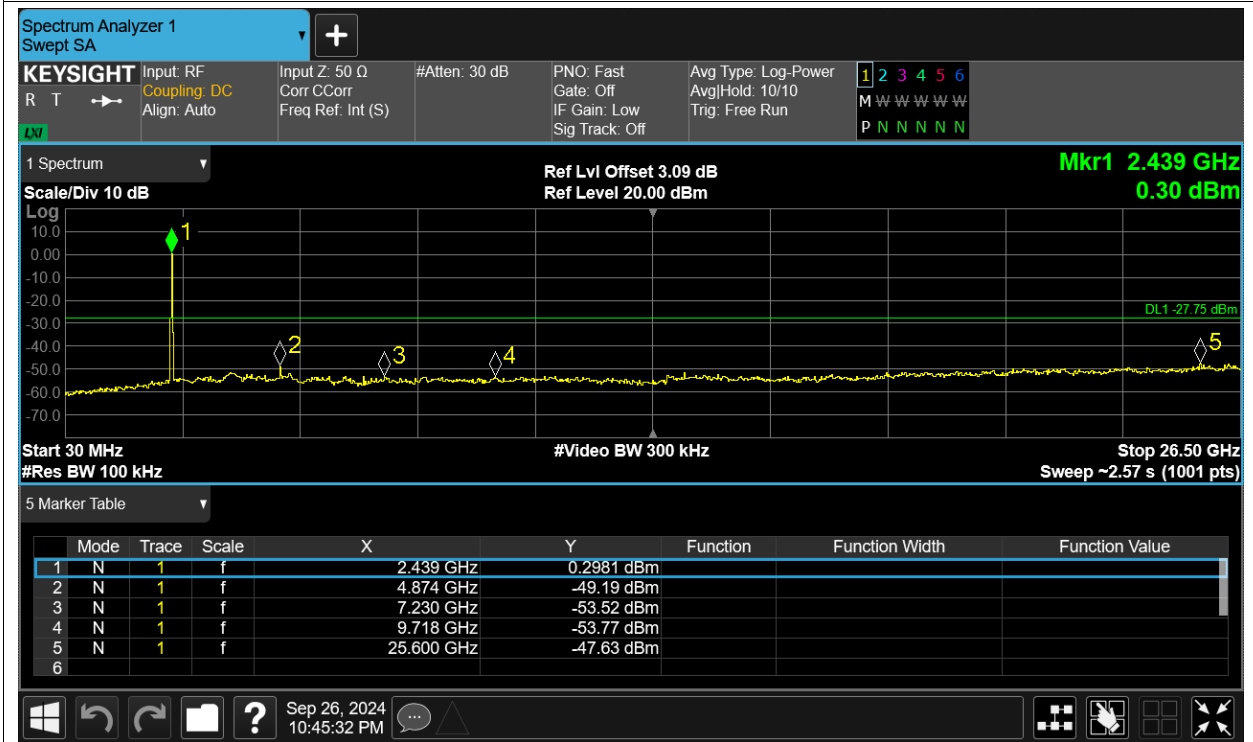 Spectrum Analyzer 1
Swept SA
+
KEYSIGHT
R T
LXI
Input: RF
Coupling: DC
Align: Auto
Input Z: 50 Ω
Corr CCorr
Freq Ref: Int (S)
#Atten: 30 dB
PNO: Fast
Gate: Off
IF Gain: Low
Sig Track: Off
Avg Type: Log-Power
Avg|Hold: 10/10
Trig: Free Run
1 2 3 4 5 6
M W W W W W
P N N N N N
1 Spectrum
Scale/Div 10 dB
Ref Lvl Offset 3.09 dB
Ref Level 20.00 dBm
Mkr1 2.439 GHz
0.30 dBm
Log
10.0
0.00
-10.0
-20.0
-30.0
-40.0
-50.0
-60.0
-70.0
1
2
3
4
5
DL1 -27.75 dBm
Start 30 MHz
#Video BW 300 kHz
Stop 26.50 GHz
#Res BW 100 kHz
Sweep ~2.57 s (1001 pts)
5 Marker Table
Mode Trace Scale X Y Function Function Width Function Value
1 N 1 f 2.439 GHz 0.2981 dBm
2 N 1 f 4.874 GHz -49.19 dBm
3 N 1 f 7.230 GHz -53.52 dBm
4 N 1 f 9.718 GHz -53.77 dBm
5 N 1 f 25.600 GHz -47.63 dBm
6
?
Sep 26, 2024
10:45:32 PM